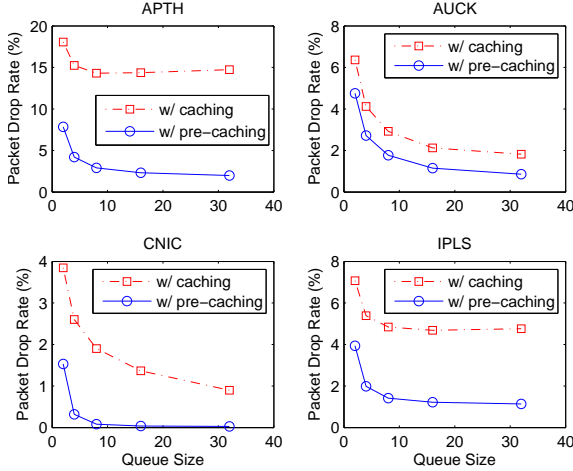 APTH
Packet Drop Rate (%)
20
15
10
5
0
0 10 20 30 40
w/ caching
w/ pre-caching
AUCK
Packet Drop Rate (%)
8
6
4
2
0
0 10 20 30 40
w/ caching
w/ pre-caching
CNIC
Packet Drop Rate (%)
4
3
2
1
0
0 10 20 30 40
Queue Size
w/ caching
w/ pre-caching
IPLS
Packet Drop Rate (%)
8
6
4
2
0
0 10 20 30 40
Queue Size
w/ caching
w/ pre-caching